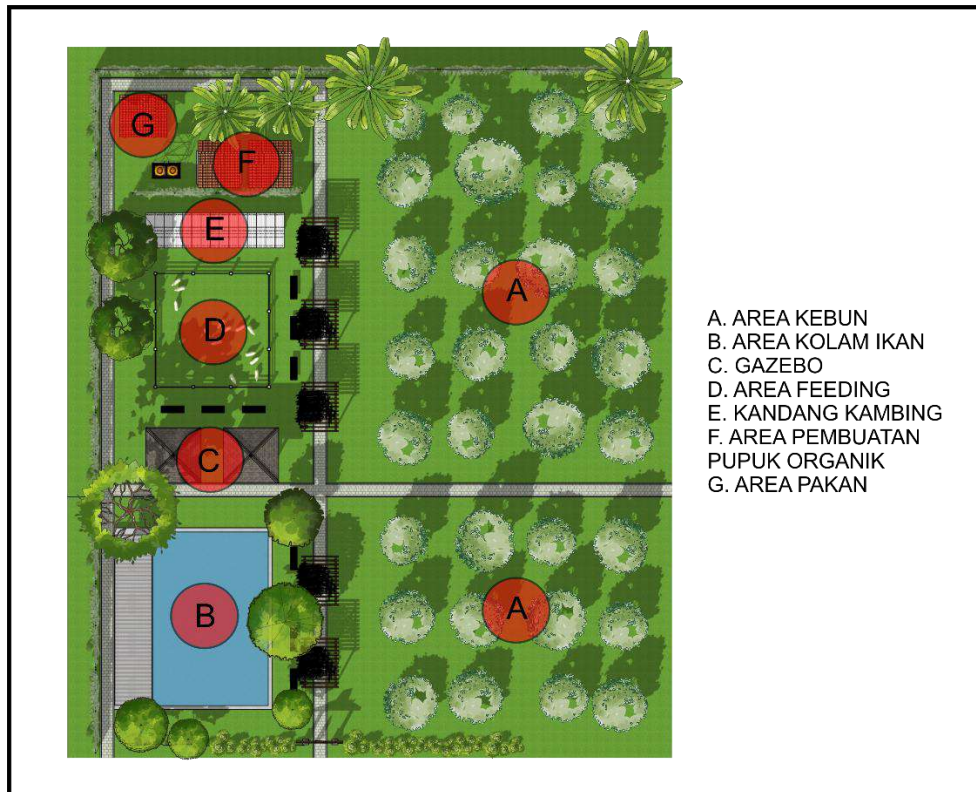 G
F
E
A
D
C
B
A
A. AREA KEBUN
B. AREA KOLAM IKAN
C. GAZEBO
D. AREA FEEDING
E. KANDANG KAMBING
F. AREA PEMBUATAN
PUPUK ORGANIK
G. AREA PAKAN